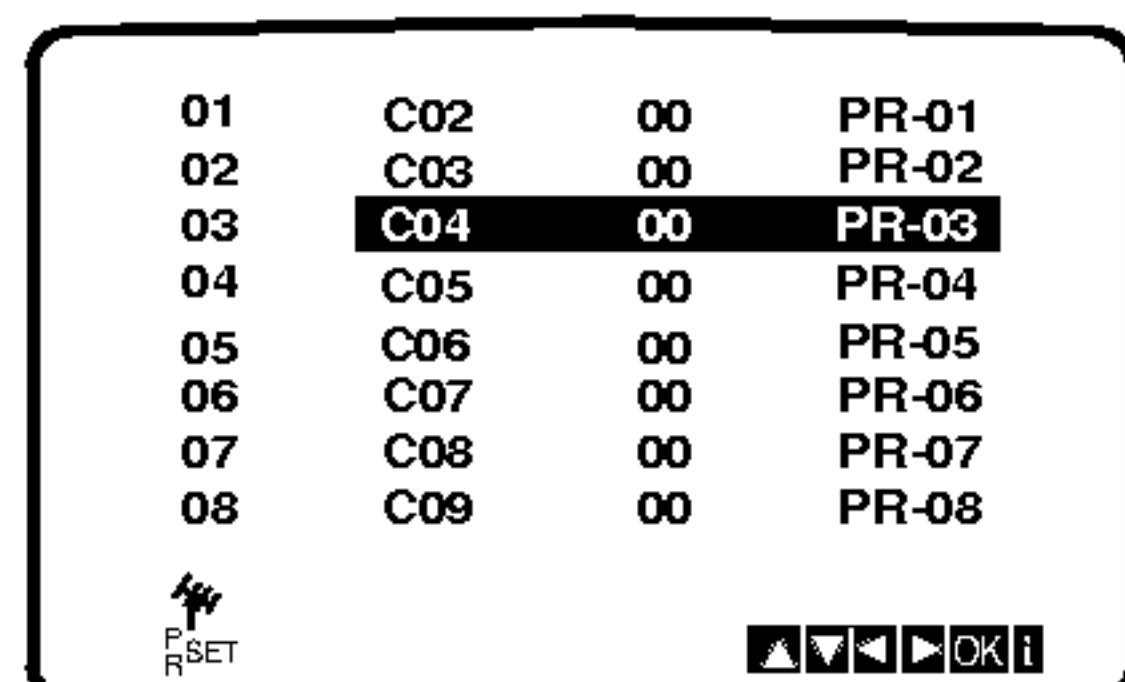 01 C02 00 PR-01
02 C03 00 PR-02
03 C04 00 PR-03
04 C05 00 PR-04
05 C06 00 PR-05
06 C07 00 PR-06
07 C08 00 PR-07
08 C09 00 PR-08
PR SET
OK i